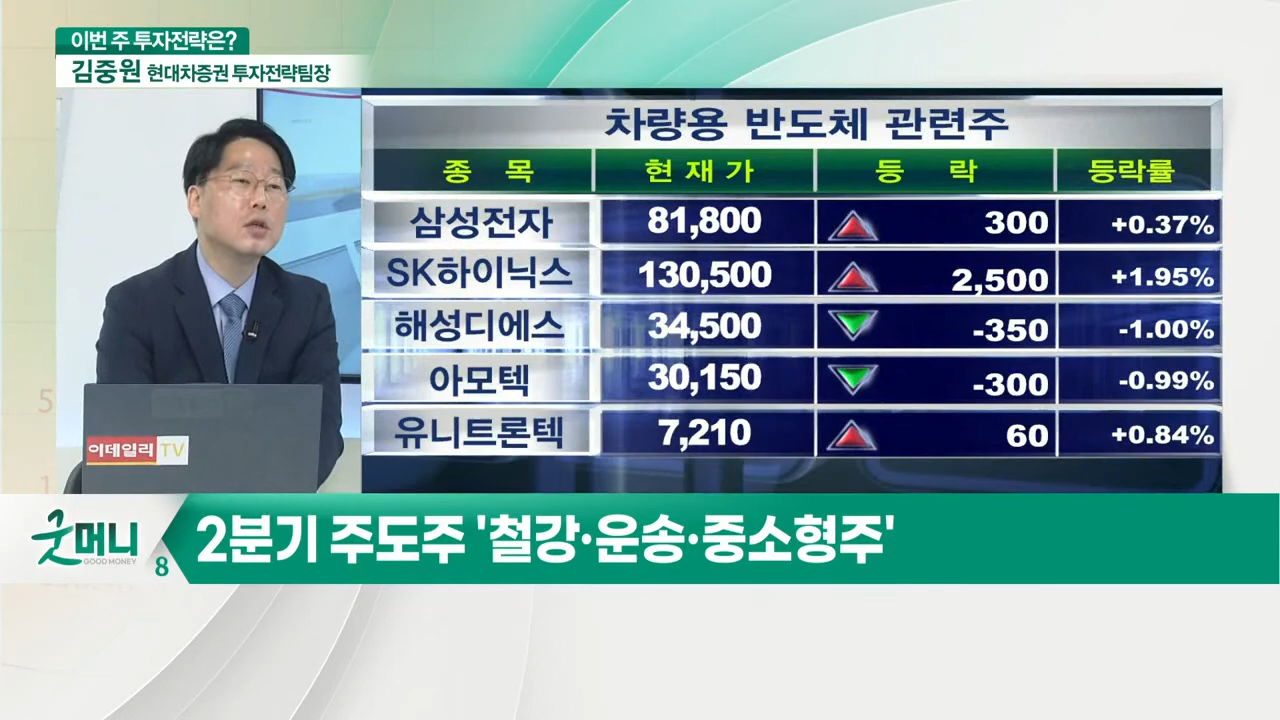 이번 주 투자전략은?
김중원 현대차증권 투자전략팀장
차량용 반도체 관련주
종 목 현 재 가 등 락 등락률
삼성전자 81,800 300 +0.37%
SK하이닉스 130,500 2,500 +1.95%
해성디에스 34,500 -350 -1.00%
아모텍 30,150 -300 -0.99%
유니트론텍 7,210 60 +0.84%
이데일리 TV
굿머니
GOOD MONEY
8
2분기 주도주 '철강·운송·중소형주'
5
1